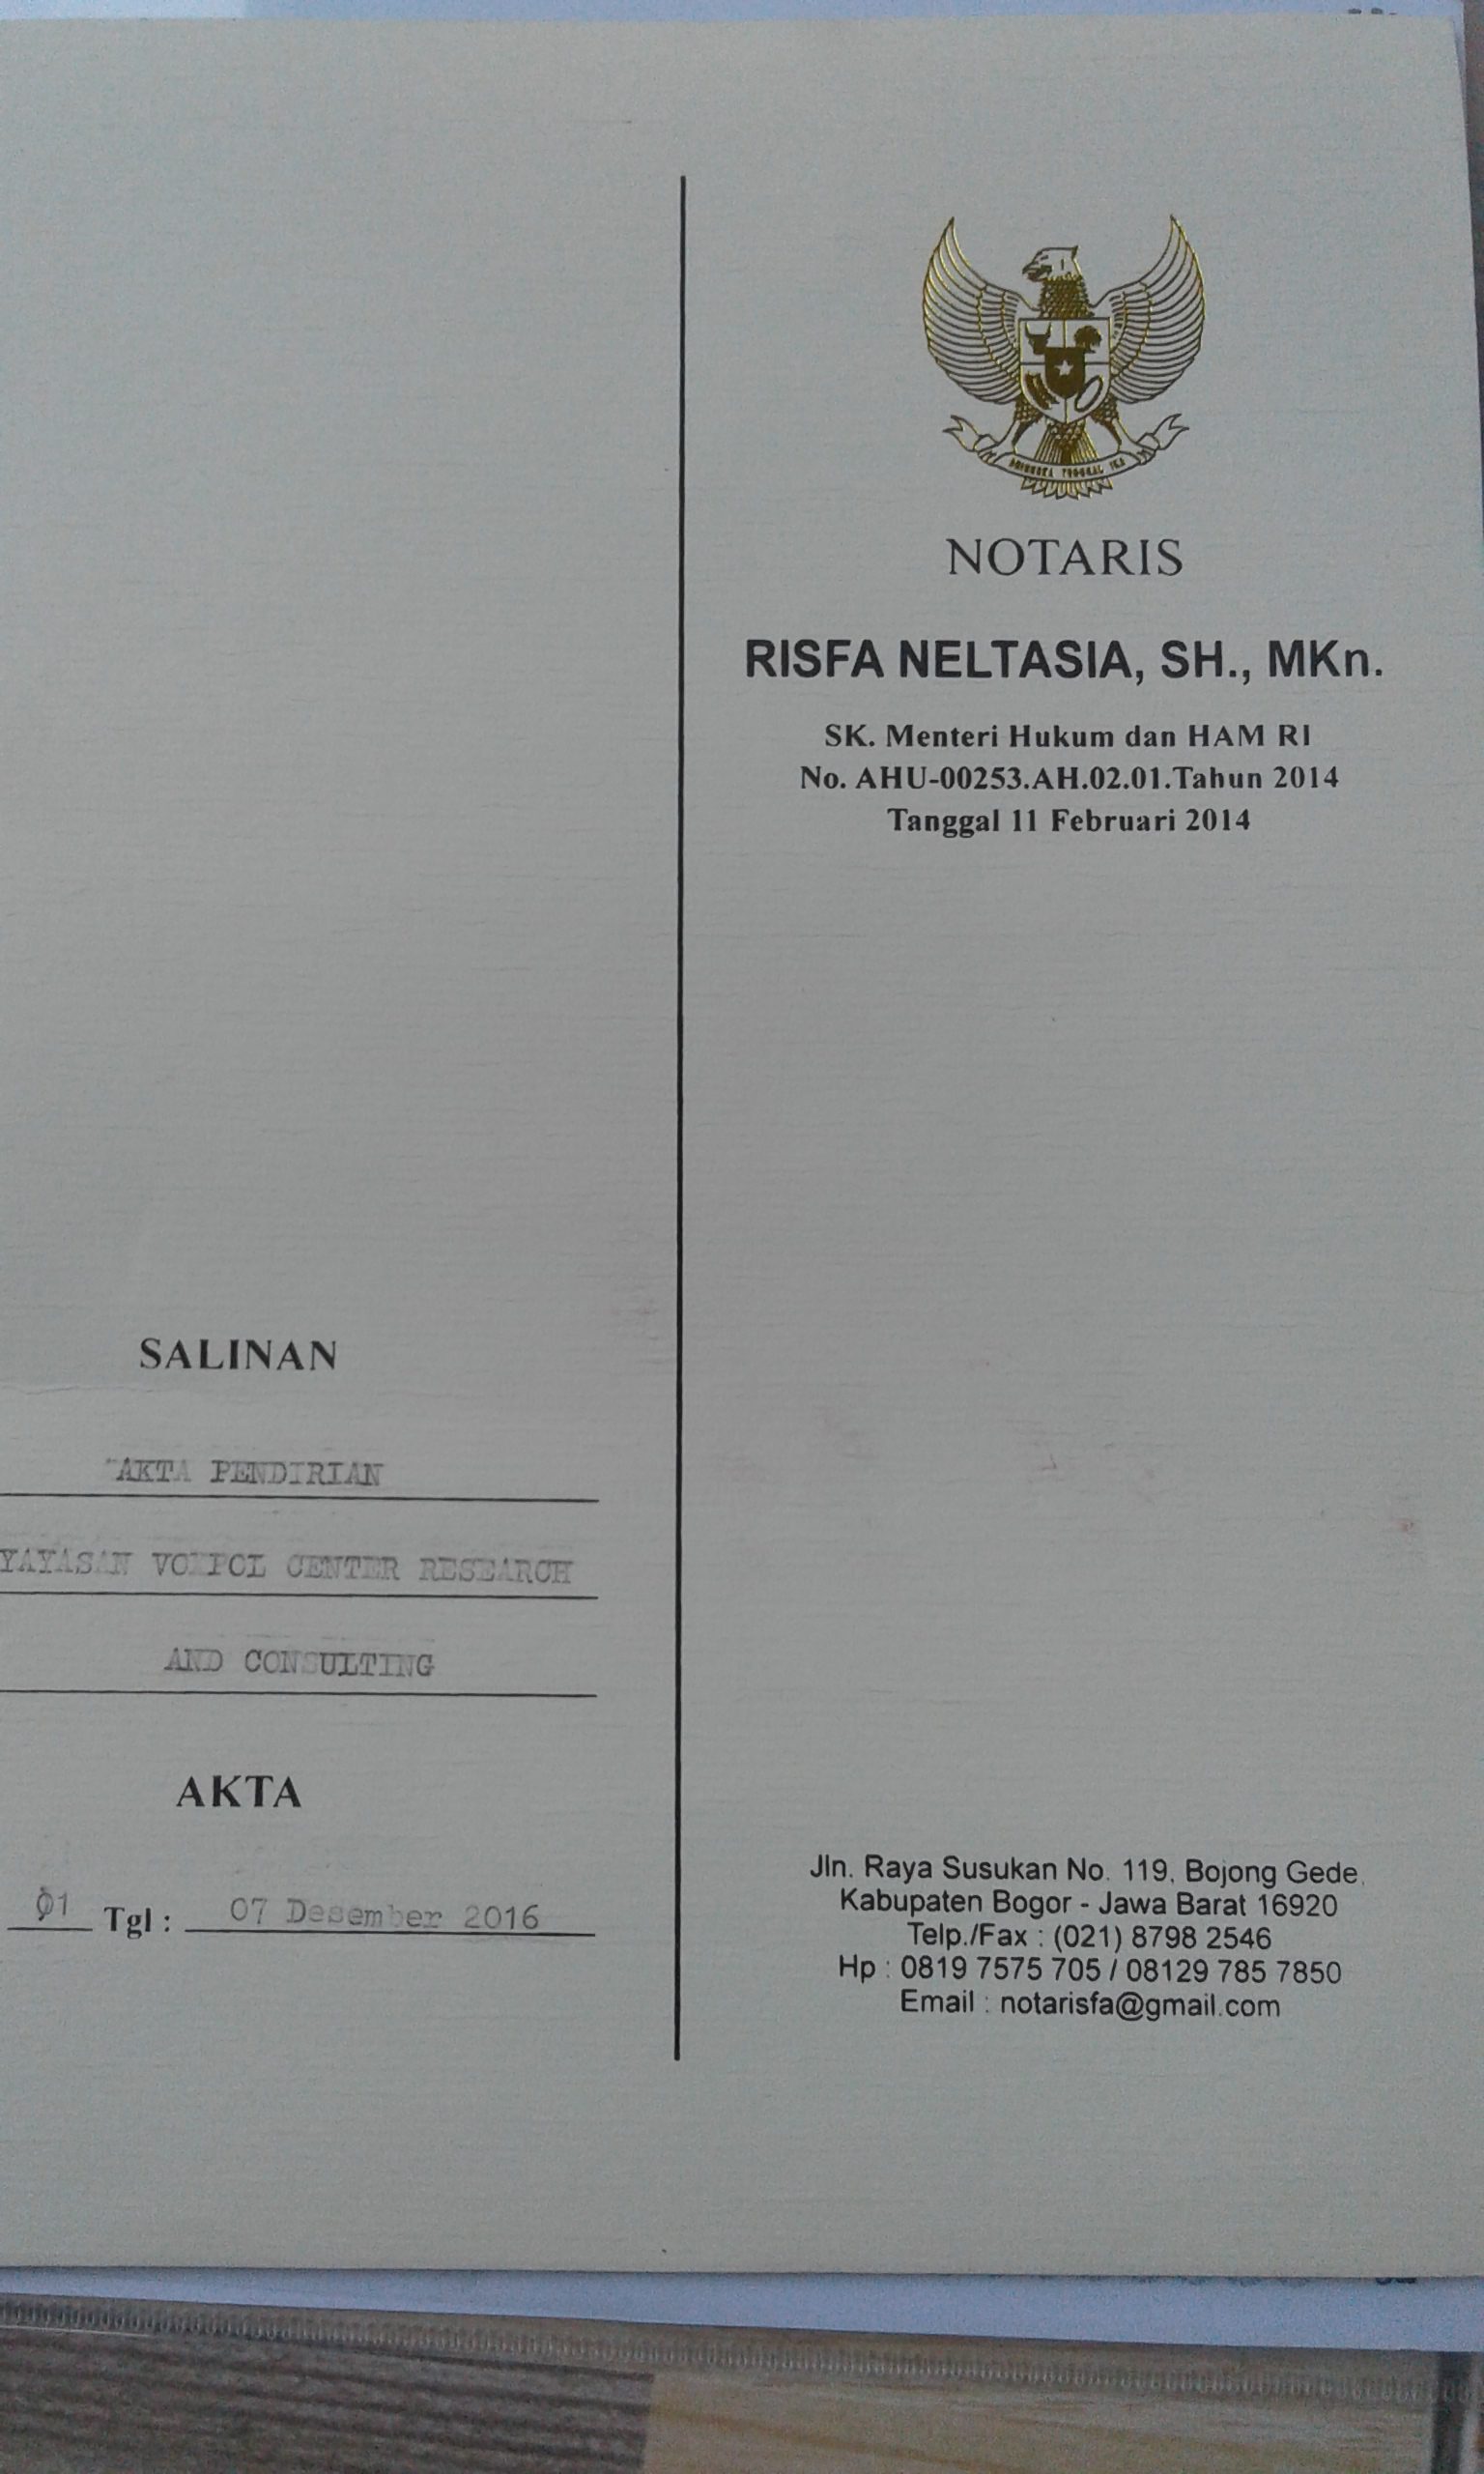 NOTARIS
RISFA NELTASIA, SH., MKn.
SK. Menteri Hukum dan HAM RI
No. AHU-00253.AH.02.01.Tahun 2014
Tanggal 11 Februari 2014
SALINAN
AKTA PENDIRIAN
YAYASAN VOXPOL CENTER RESEARCH
AND CONSULTING
AKTA
01 Tgl : 07 Desember 2016
Jln. Raya Susukan No. 119, Bojong Gede,
Kabupaten Bogor - Jawa Barat 16920
Telp./Fax : (021) 8798 2546
Hp : 0819 7575 705 / 08129 785 7850
Email : notarisfa@gmail.com